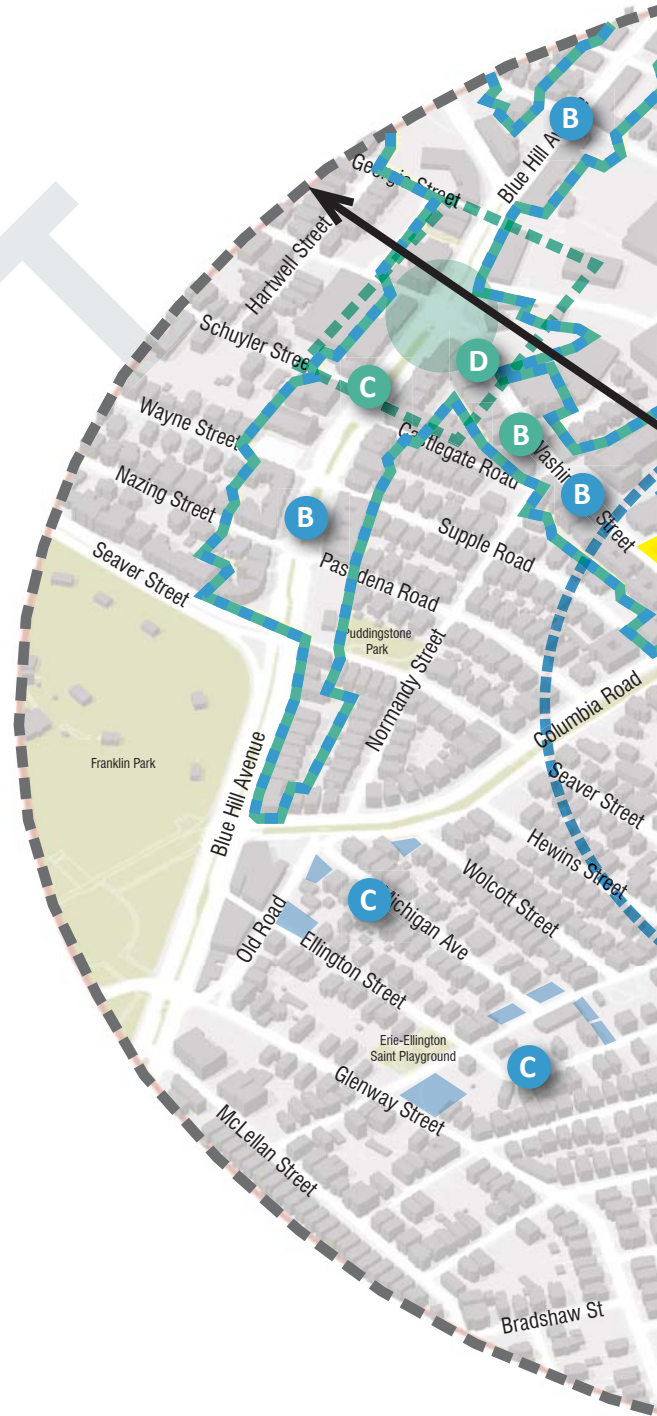 B
Blue Hill A
Georgia Street
Hartwell Street
Schuyler Street
D
C
B
Wayne Street
Castlegate Road
Washin
Street
B
Nazing Street
B
Supple Road
Seaver Street
Pasadena Road
Puddingstone
Park
Normandy Street
Columbia Road
Franklin Park
Blue Hill Avenue
Seaver Street
Hewins Street
Wolcott Street
C
Michigan Ave
Old Road
Ellington Street
Erie-Ellington
Saint Playground
C
Glenway Street
McLellan Street
Bradshaw St
T